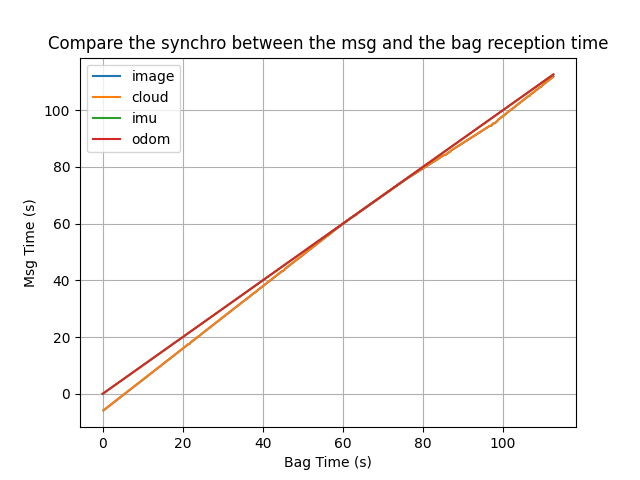 Compare the synchro between the msg and the bag reception time
image
cloud
imu
odom
100
80
60
40
20
0
Msg Time (s)
0 20 40 60 80 100
Bag Time (s)